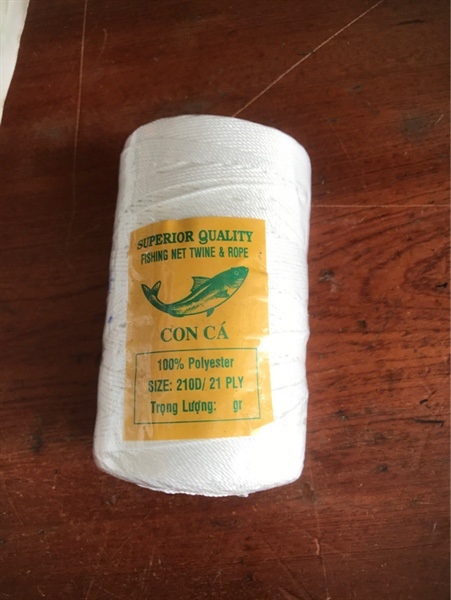 SUPERIOR QUALITY
FISHING NET TWINE & ROPE
CON CÁ
100% Polyester
SIZE: 210D/ 21 PLY
Trọng Lượng: gr